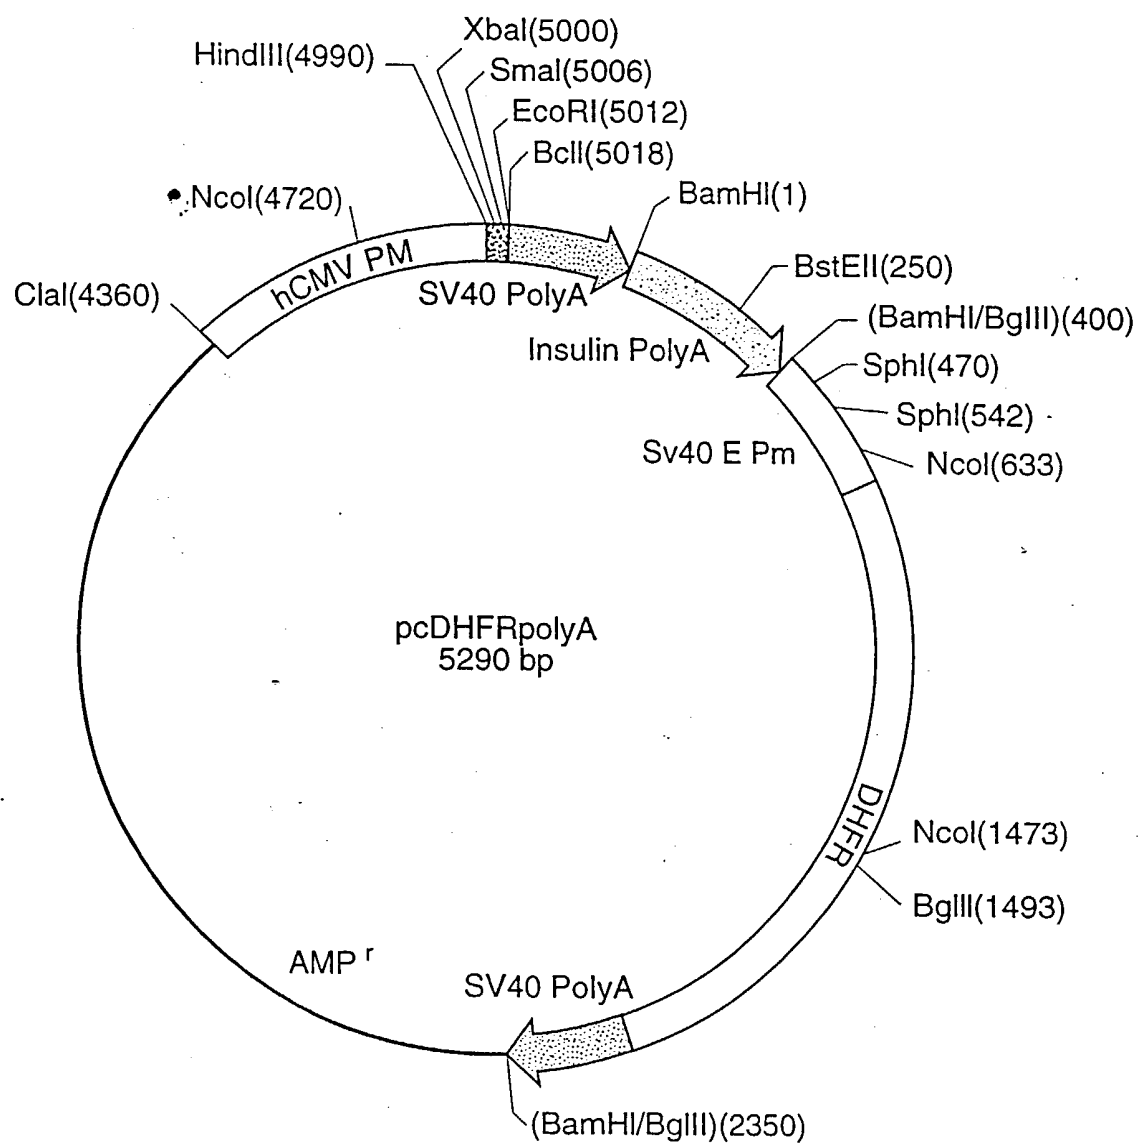 XbaI(5000)
HindIII(4990)
SmaI(5006)
EcoRI(5012)
BclI(5018)
NcoI(4720)
BamHI(1)
hCMV PM
BstEII(250)
ClaI(4360)
SV40 PolyA
(BamHI/BglII)(400)
Insulin PolyA
SphI(470)
SphI(542)
Sv40 E Pm
NcoI(633)
pcDHFRpolyA
5290 bp
DHFR
NcoI(1473)
BglII(1493)
AMP r
SV40 PolyA
(BamHI/BglII)(2350)